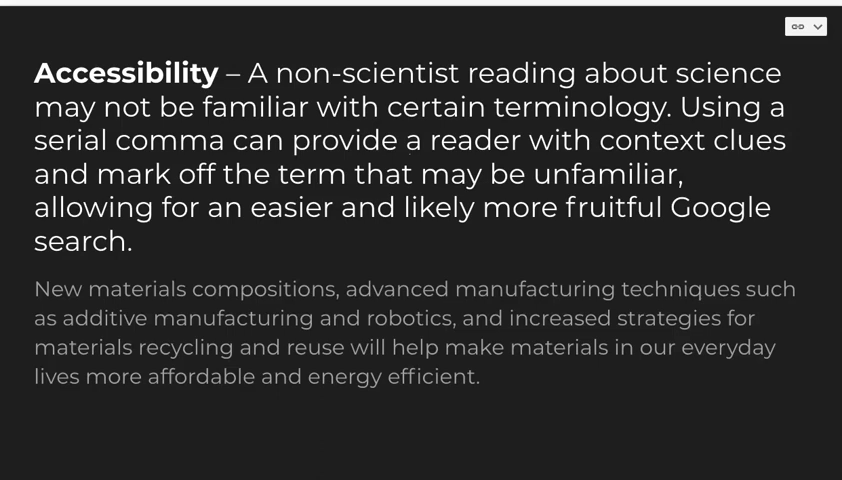 Accessibility – A non-scientist reading about science
may not be familiar with certain terminology. Using a
serial comma can provide a reader with context clues
and mark off the term that may be unfamiliar,
allowing for an easier and likely more fruitful Google
search.
New materials compositions, advanced manufacturing techniques such
as additive manufacturing and robotics, and increased strategies for
materials recycling and reuse will help make materials in our everyday
lives more affordable and energy efficient.